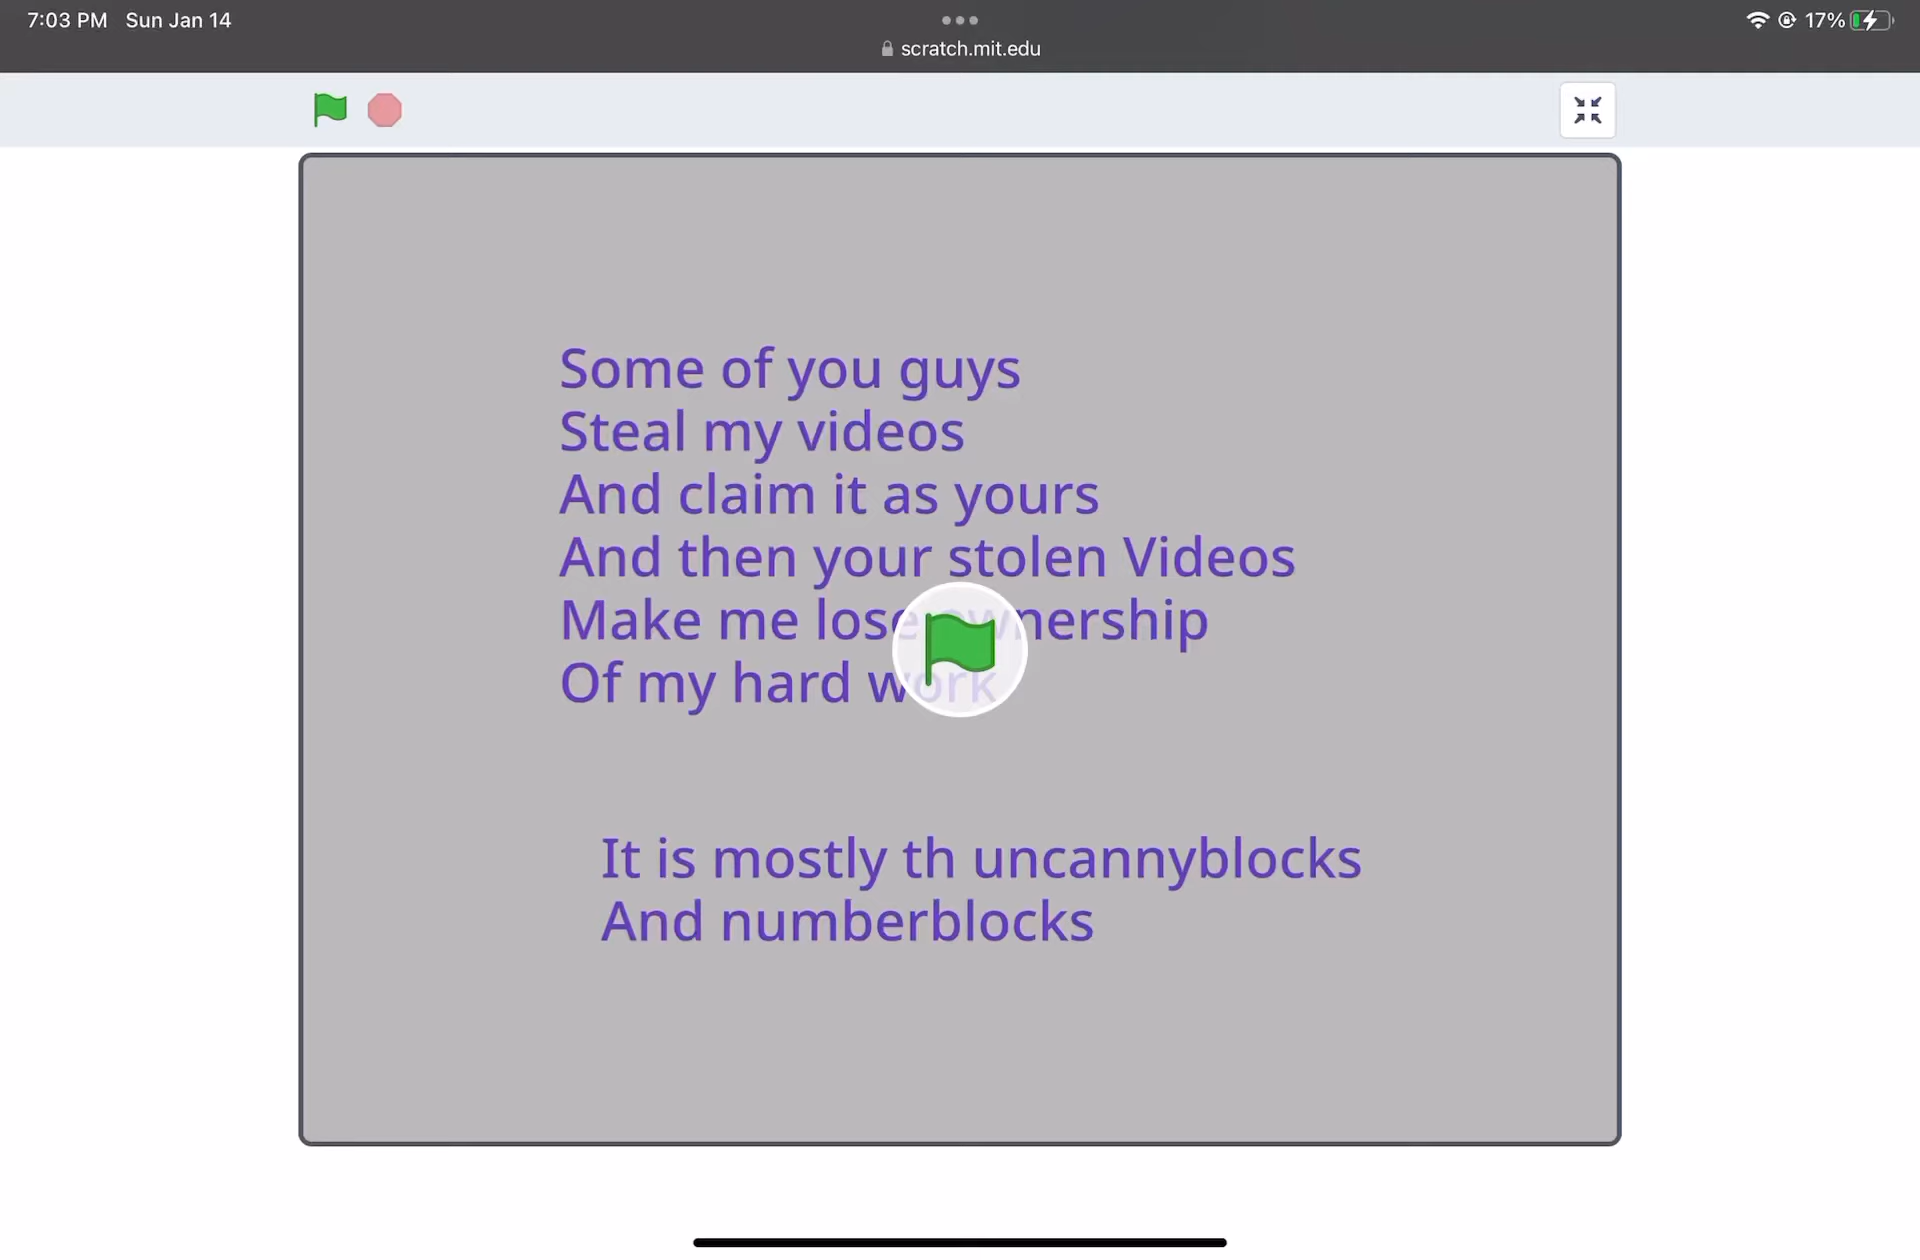 7:03 PM Sun Jan 14
17%
scratch.mit.edu
Some of you guys
Steal my videos
And claim it as yours
And then your stolen Videos
Make me lose ownership
Of my hard work
It is mostly th uncannyblocks
And numberblocks